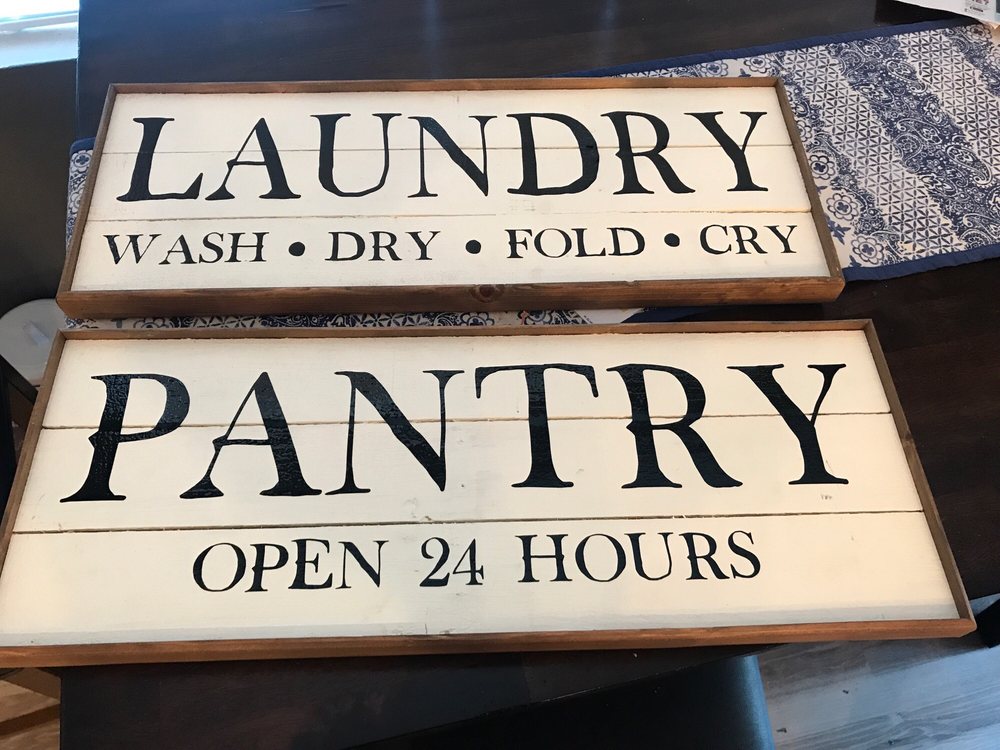 LAUNDRY
WASH • DRY • FOLD • CRY
PANTRY
OPEN 24 HOURS